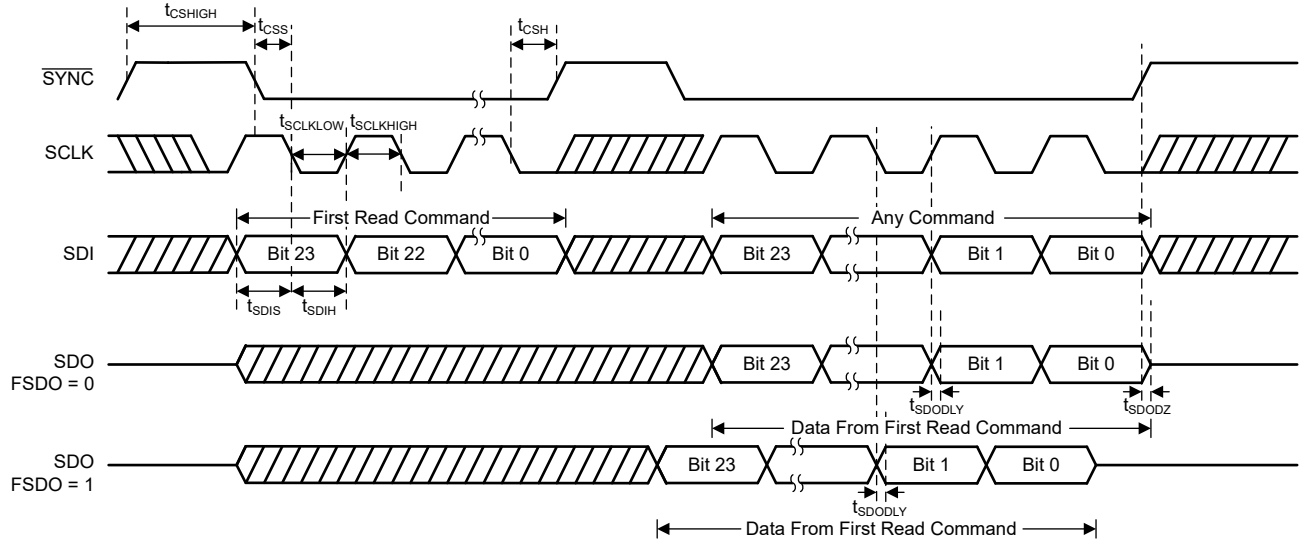 tCSHIGH
tCSS
tCSH
SYNC
tSCLKLOW
tSCLKHIGH
SCLK
First Read Command
Any Command
SDI
Bit 23
Bit 22
Bit 0
Bit 23
Bit 1
Bit 0
tSDIS
tSDIH
SDO
FSDO = 0
Bit 23
Bit 1
Bit 0
tSDODLY
tSDODZ
Data From First Read Command
SDO
FSDO = 1
Bit 23
Bit 1
Bit 0
tSDODLY
Data From First Read Command